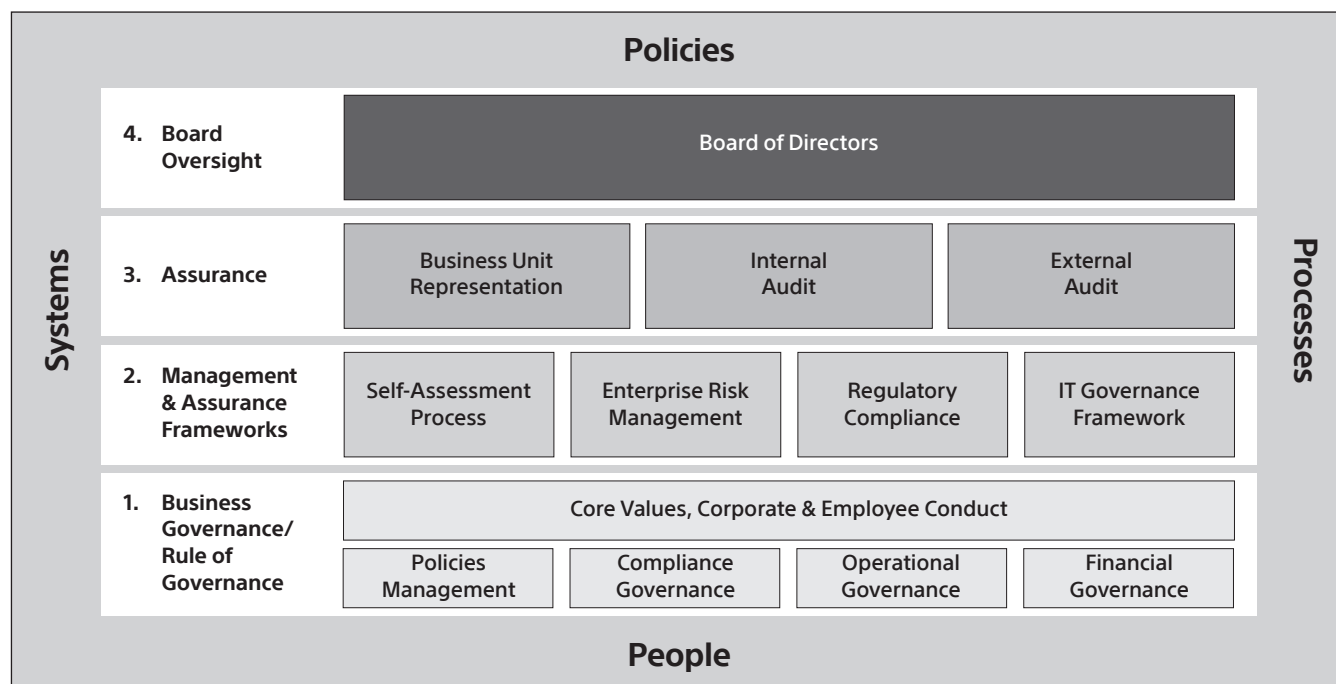 Policies
Systems
Processes
4. Board
Oversight
Board of Directors
3. Assurance
Business Unit
Representation
Internal
Audit
External
Audit
2. Management
& Assurance
Frameworks
Self-Assessment
Process
Enterprise Risk
Management
Regulatory
Compliance
IT Governance
Framework
1. Business
Governance/
Rule of
Governance
Core Values, Corporate & Employee Conduct
Policies
Management
Compliance
Governance
Operational
Governance
Financial
Governance
People